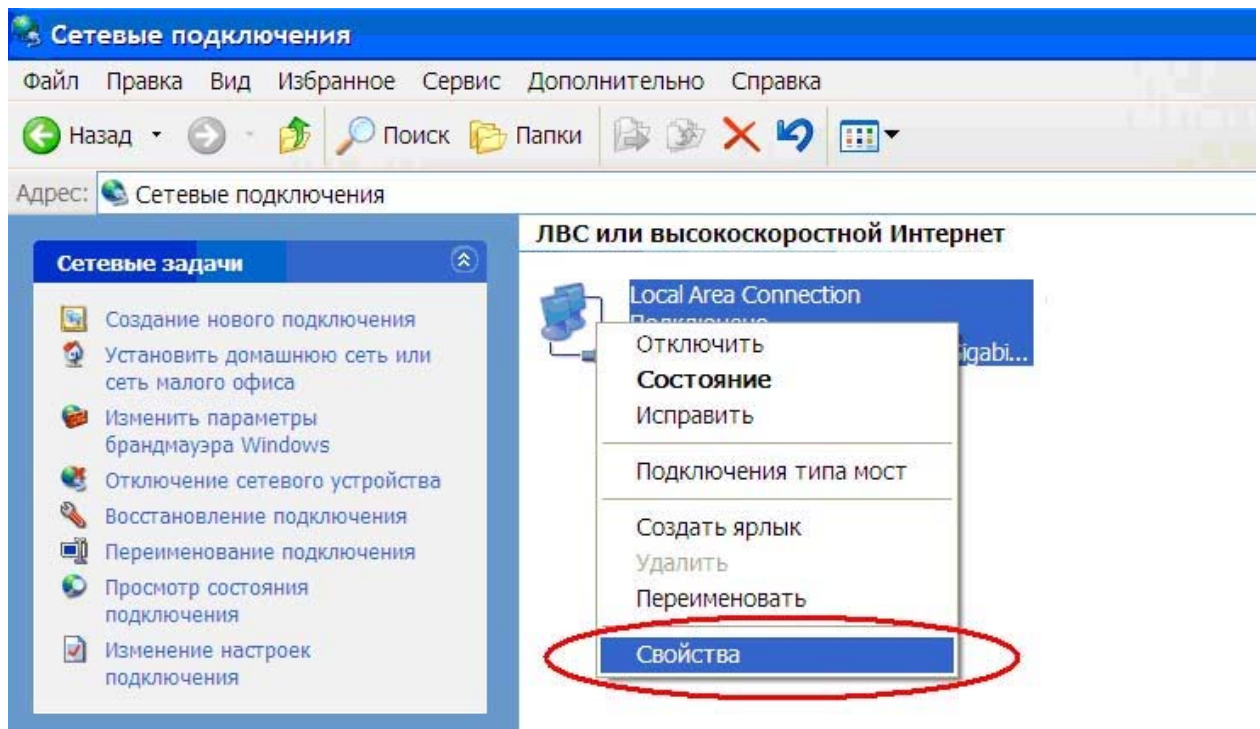 Сетевые подключения
Файл Правка Вид Избранное Сервис Дополнительно Справка
Назад Поиск Папки
Адрес: Сетевые подключения
Сетевые задачи
Создание нового подключения
Установить домашнюю сеть или
сеть малого офиса
Изменить параметры
брандмауэра Windows
Отключение сетевого устройства
Восстановление подключения
Переименование подключения
Просмотр состояния
подключения
Изменение настроек
подключения
ЛВС или высокоскоростной Интернет
Local Area Connection
Подключено
igabi...
Отключить
Состояние
Исправить
Подключения типа мост
Создать ярлык
Удалить
Переименовать
Свойства